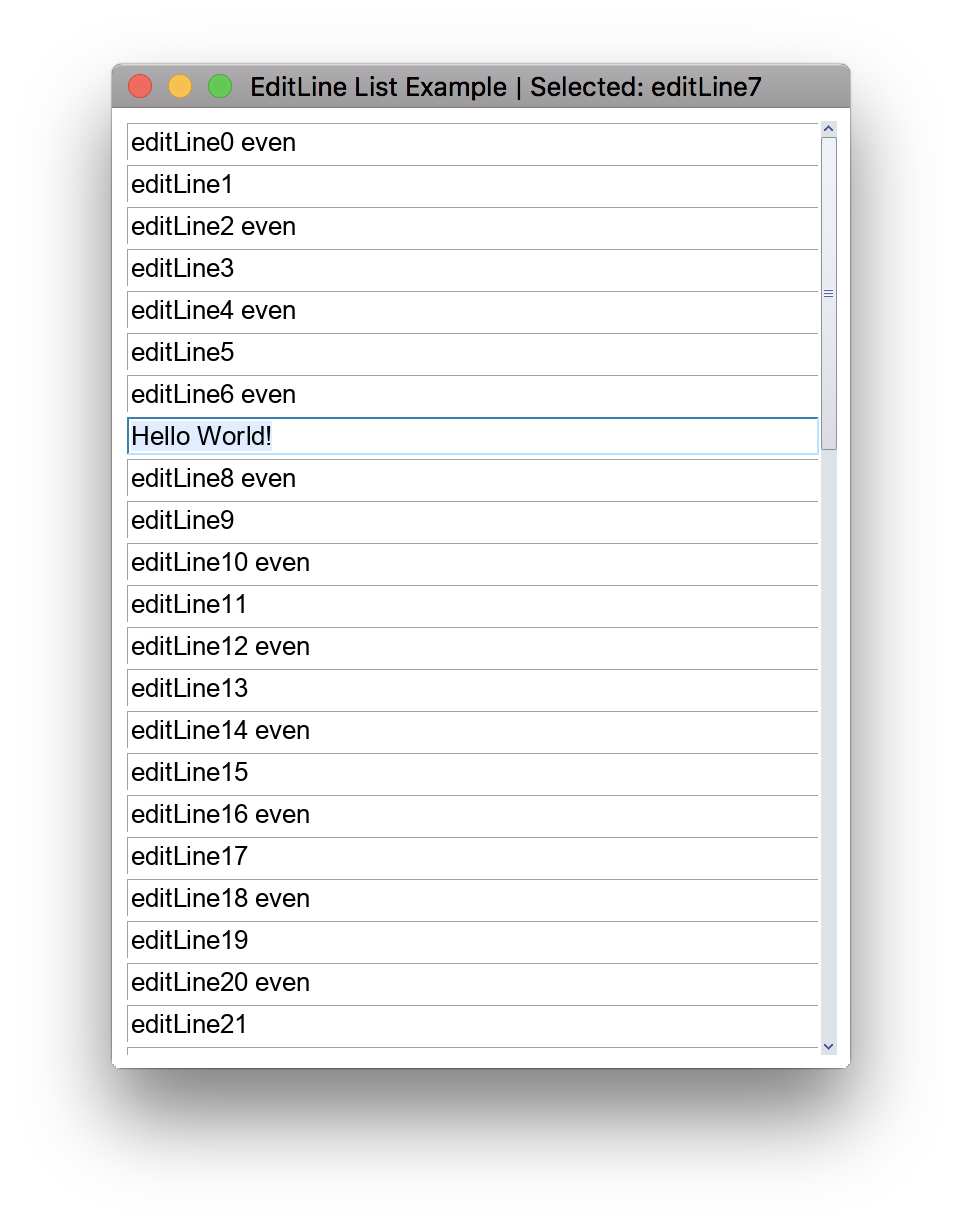 EditLine List Example | Selected: editLine7
editLine0 even
editLine1
editLine2 even
editLine3
editLine4 even
editLine5
editLine6 even
Hello World!
editLine8 even
editLine9
editLine10 even
editLine11
editLine12 even
editLine13
editLine14 even
editLine15
editLine16 even
editLine17
editLine18 even
editLine19
editLine20 even
editLine21